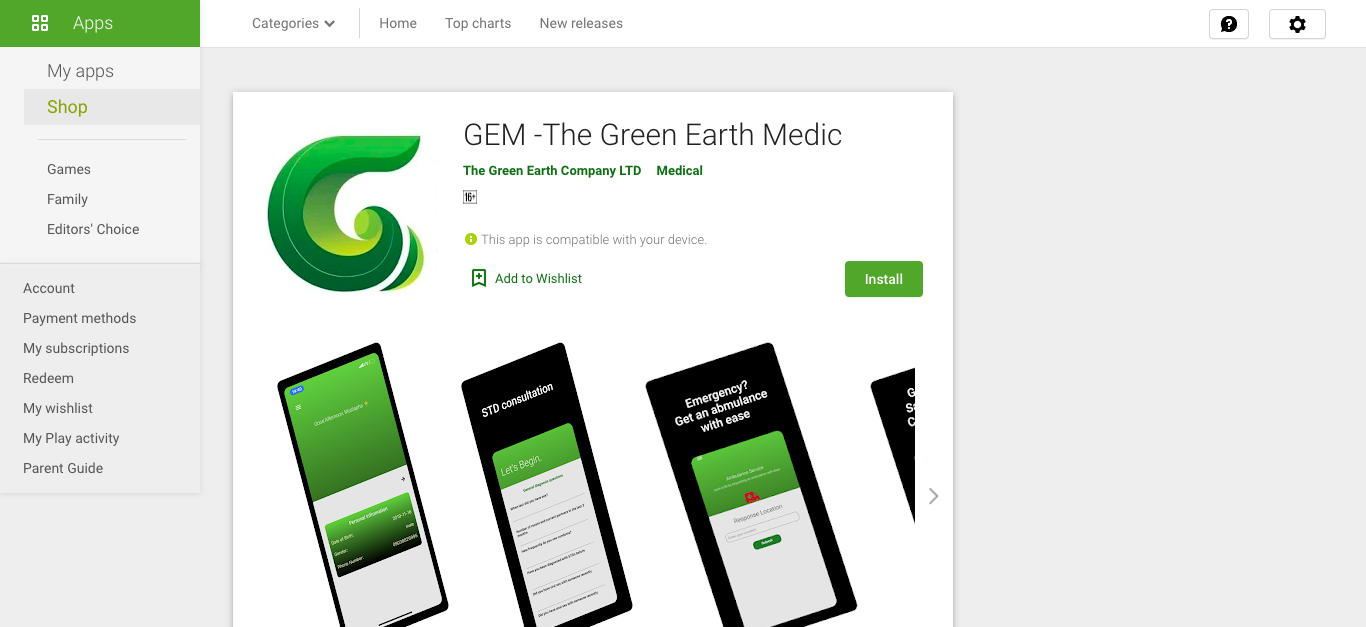 Apps
Categories
Home
Top charts
New releases
My apps
Shop
Games
Family
Editors' Choice
Account
Payment methods
My subscriptions
Redeem
My wishlist
My Play activity
Parent Guide
GEM -The Green Earth Medic
The Green Earth Company LTD Medical
16+
This app is compatible with your device.
Add to Wishlist
Install
Personal Information
Date of Birth:
Gender:
male
Phone Number:
STD consultation
Let's Begin.
General diagnosis questions
Emergency?
Get an abmulance
with ease
Ambulance Service
Response Location
G
S
C